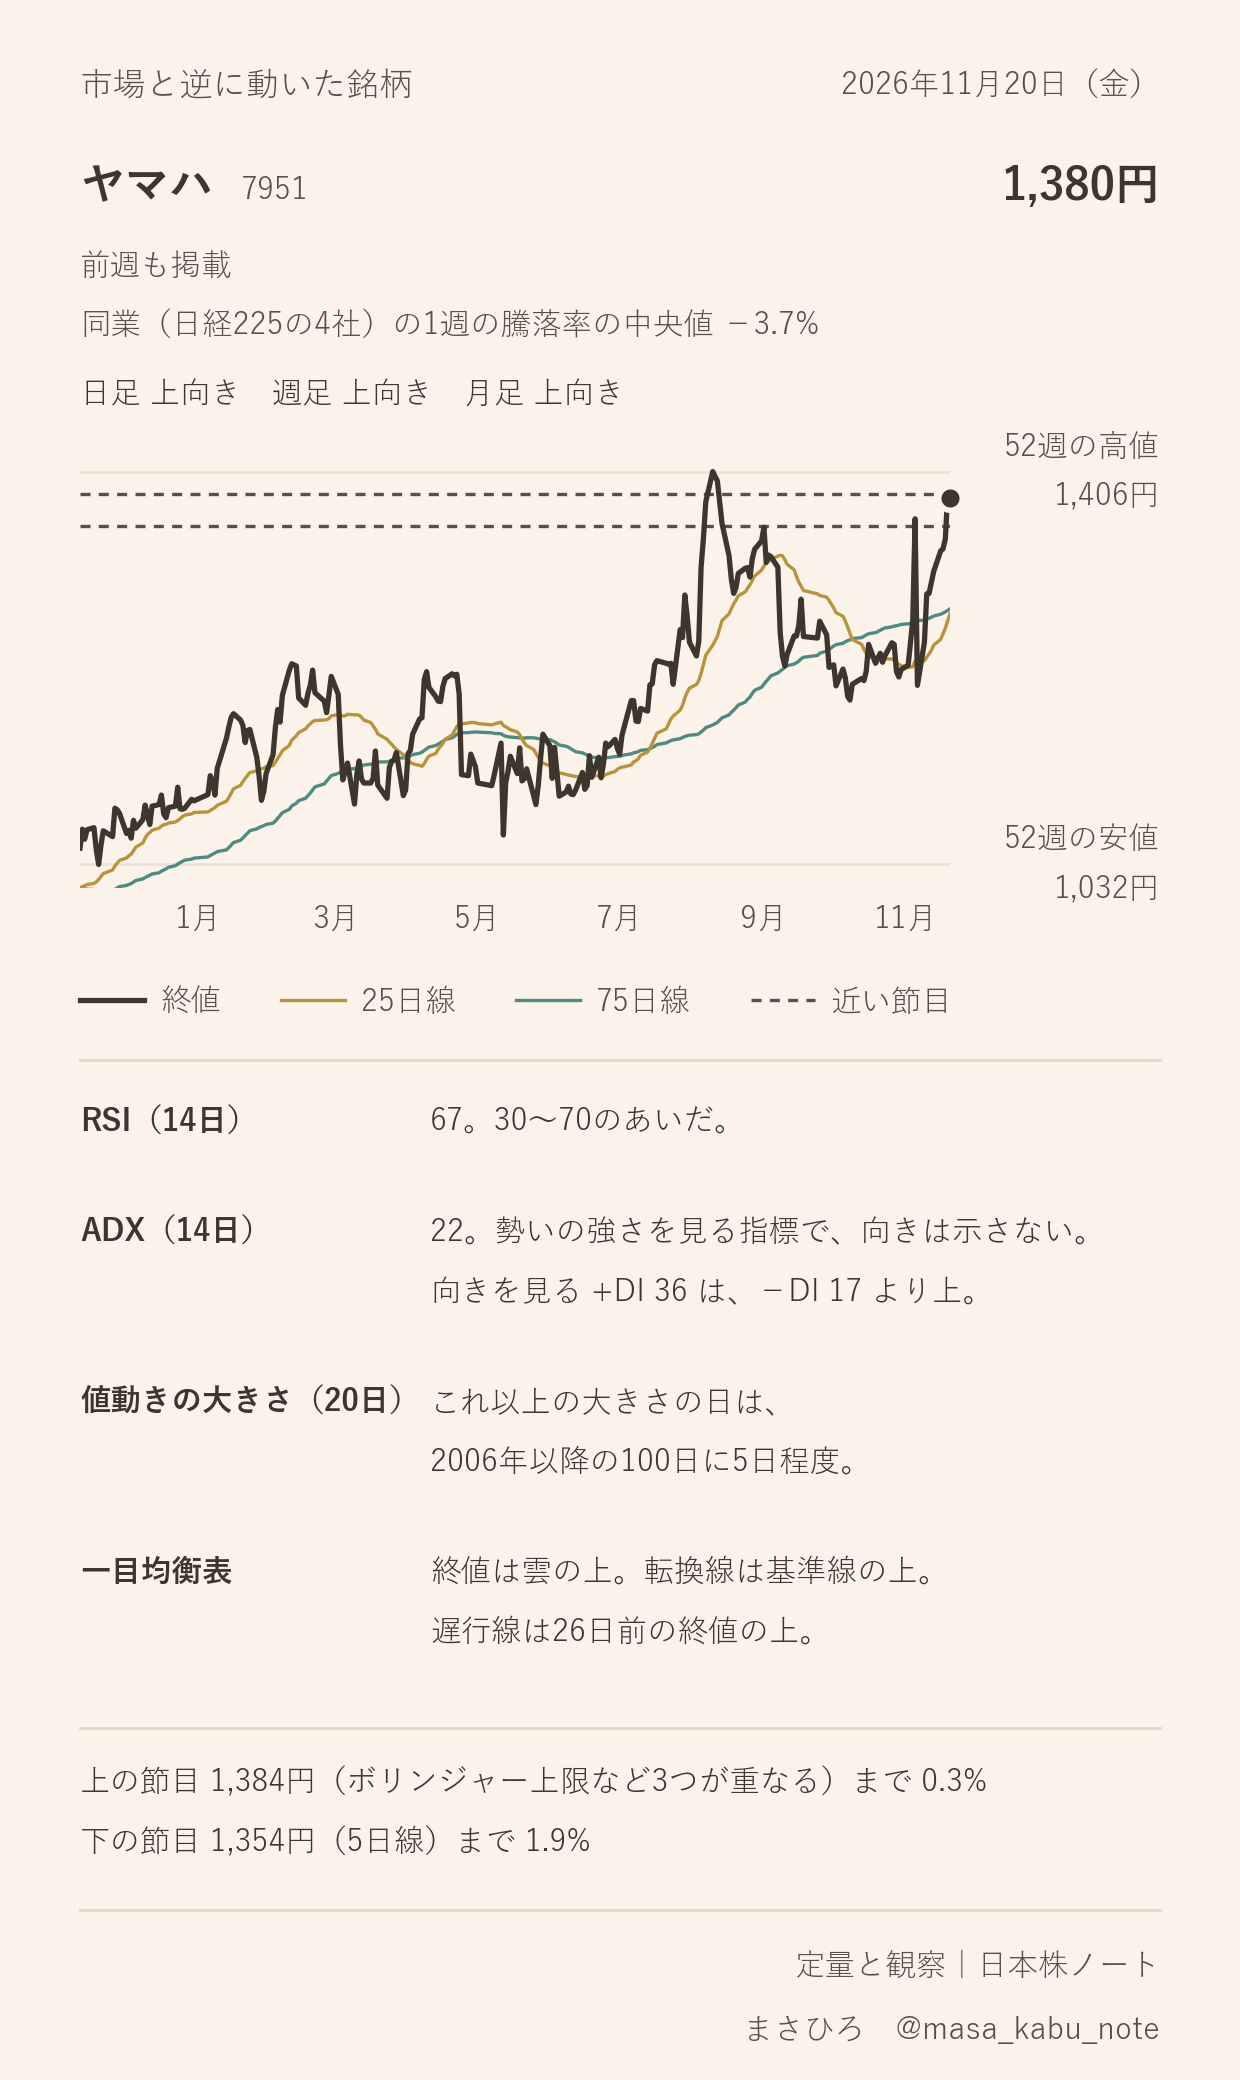 市場と逆に動いた銘柄　2026年11月20日（金）
ヤマハ　7951　1,380円
前週も掲載
同業（日経225の4社）の1週の騰落率の中央値 －3.7%
日足 上向き　週足 上向き　月足 上向き
52週の高値
1,406円
52週の安値
1,032円
1月　3月　5月　7月　9月　11月
終値　25日線　75日線　近い節目
RSI（14日）　67。30〜70のあいだ。
ADX（14日）　22。勢いの強さを見る指標で、向きは示さない。
向きを見る +DI 36 は、－DI 17 より上。
値動きの大きさ（20日）　これ以上の大きさの日は、
2006年以降の100日に5日程度。
一目均衡表　終値は雲の上。転換線は基準線の上。
遅行線は26日前の終値の上。
上の節目 1,384円（ボリンジャー上限など3つが重なる）まで 0.3%
下の節目 1,354円（5日線）まで 1.9%
定量と観察｜日本株ノート
まさひろ　@masa_kabu_note